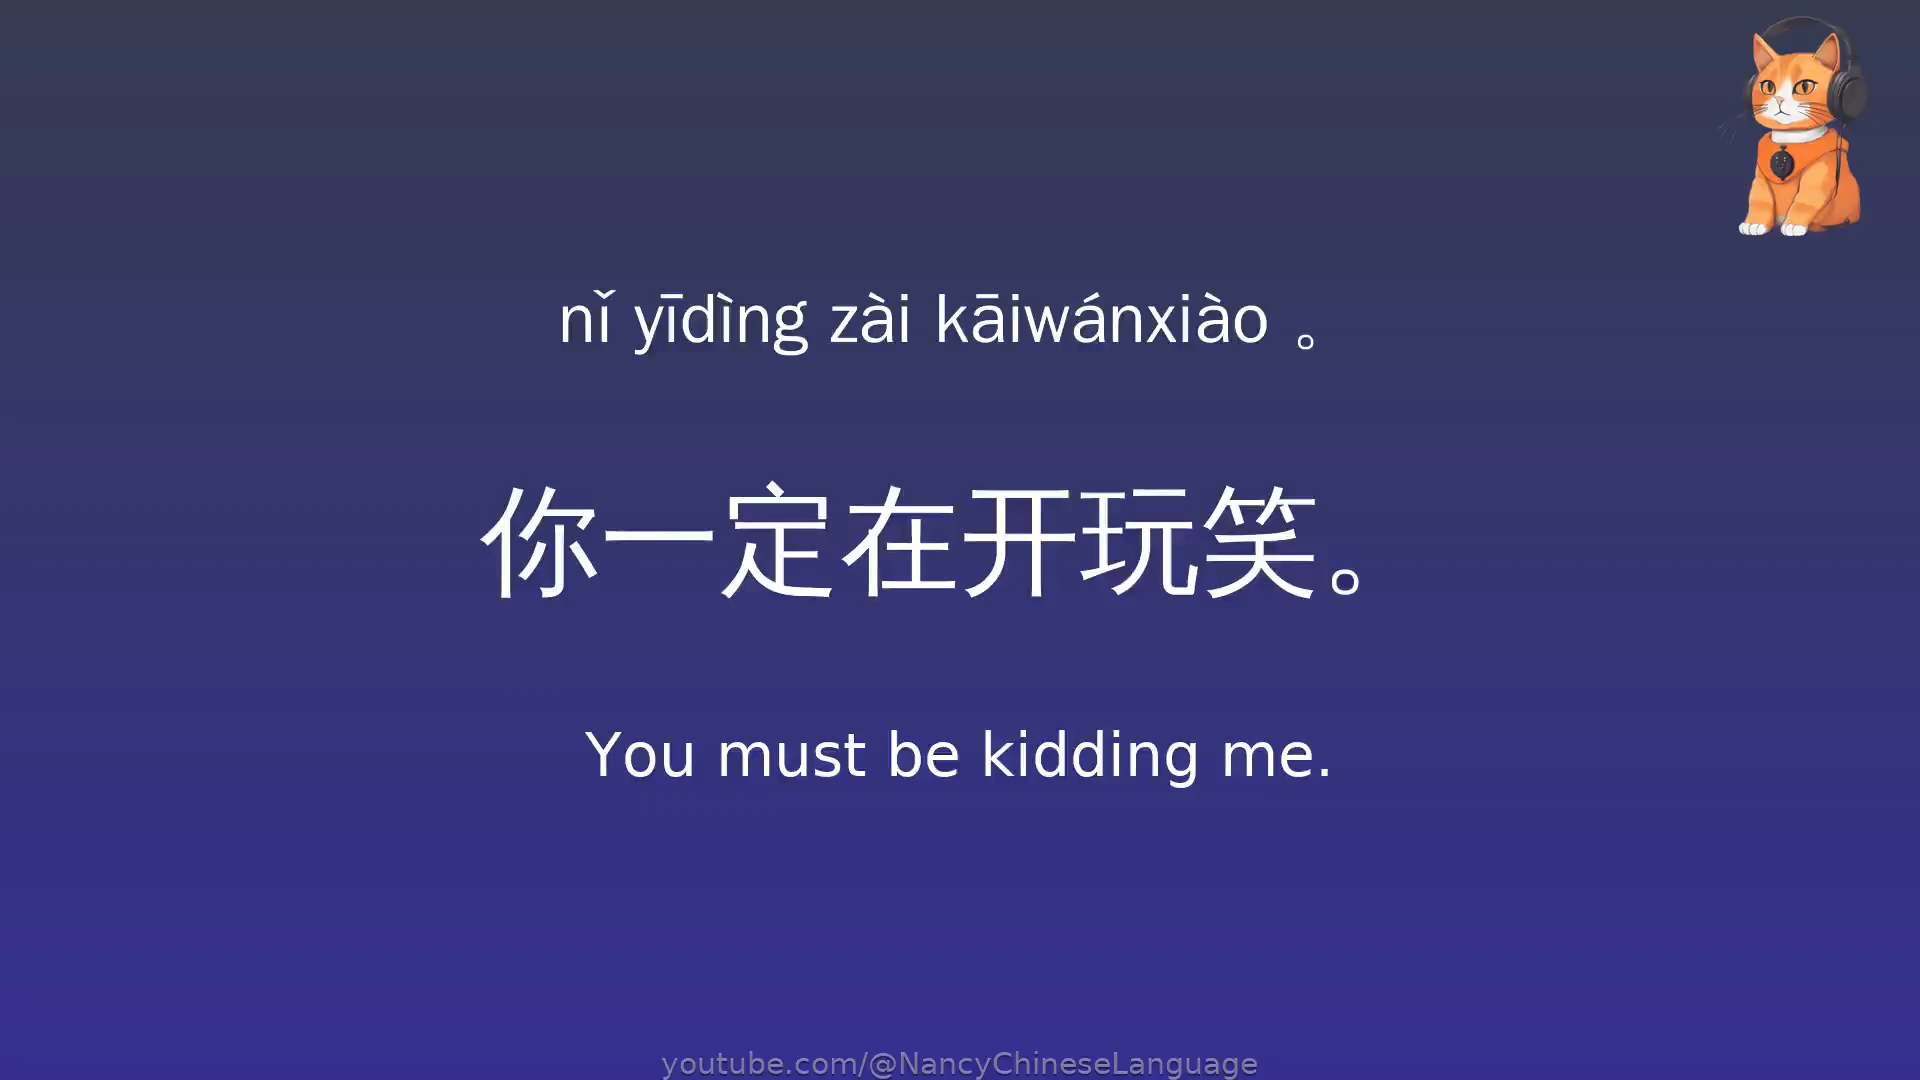 nǐ yīdìng zài kāiwánxiào 。
你一定在开玩笑。
You must be kidding me.
youtube.com/@NancyChineseLanguage